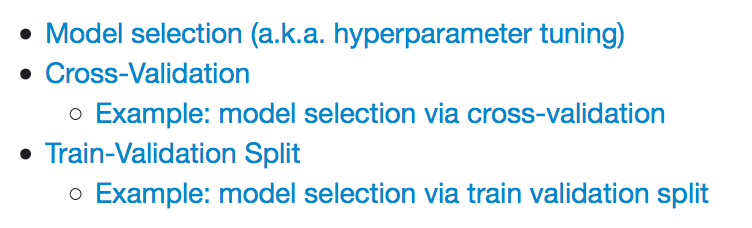 Model selection (a.k.a. hyperparameter tuning)
Cross-Validation
Example: model selection via cross-validation
Train-Validation Split
Example: model selection via train validation split